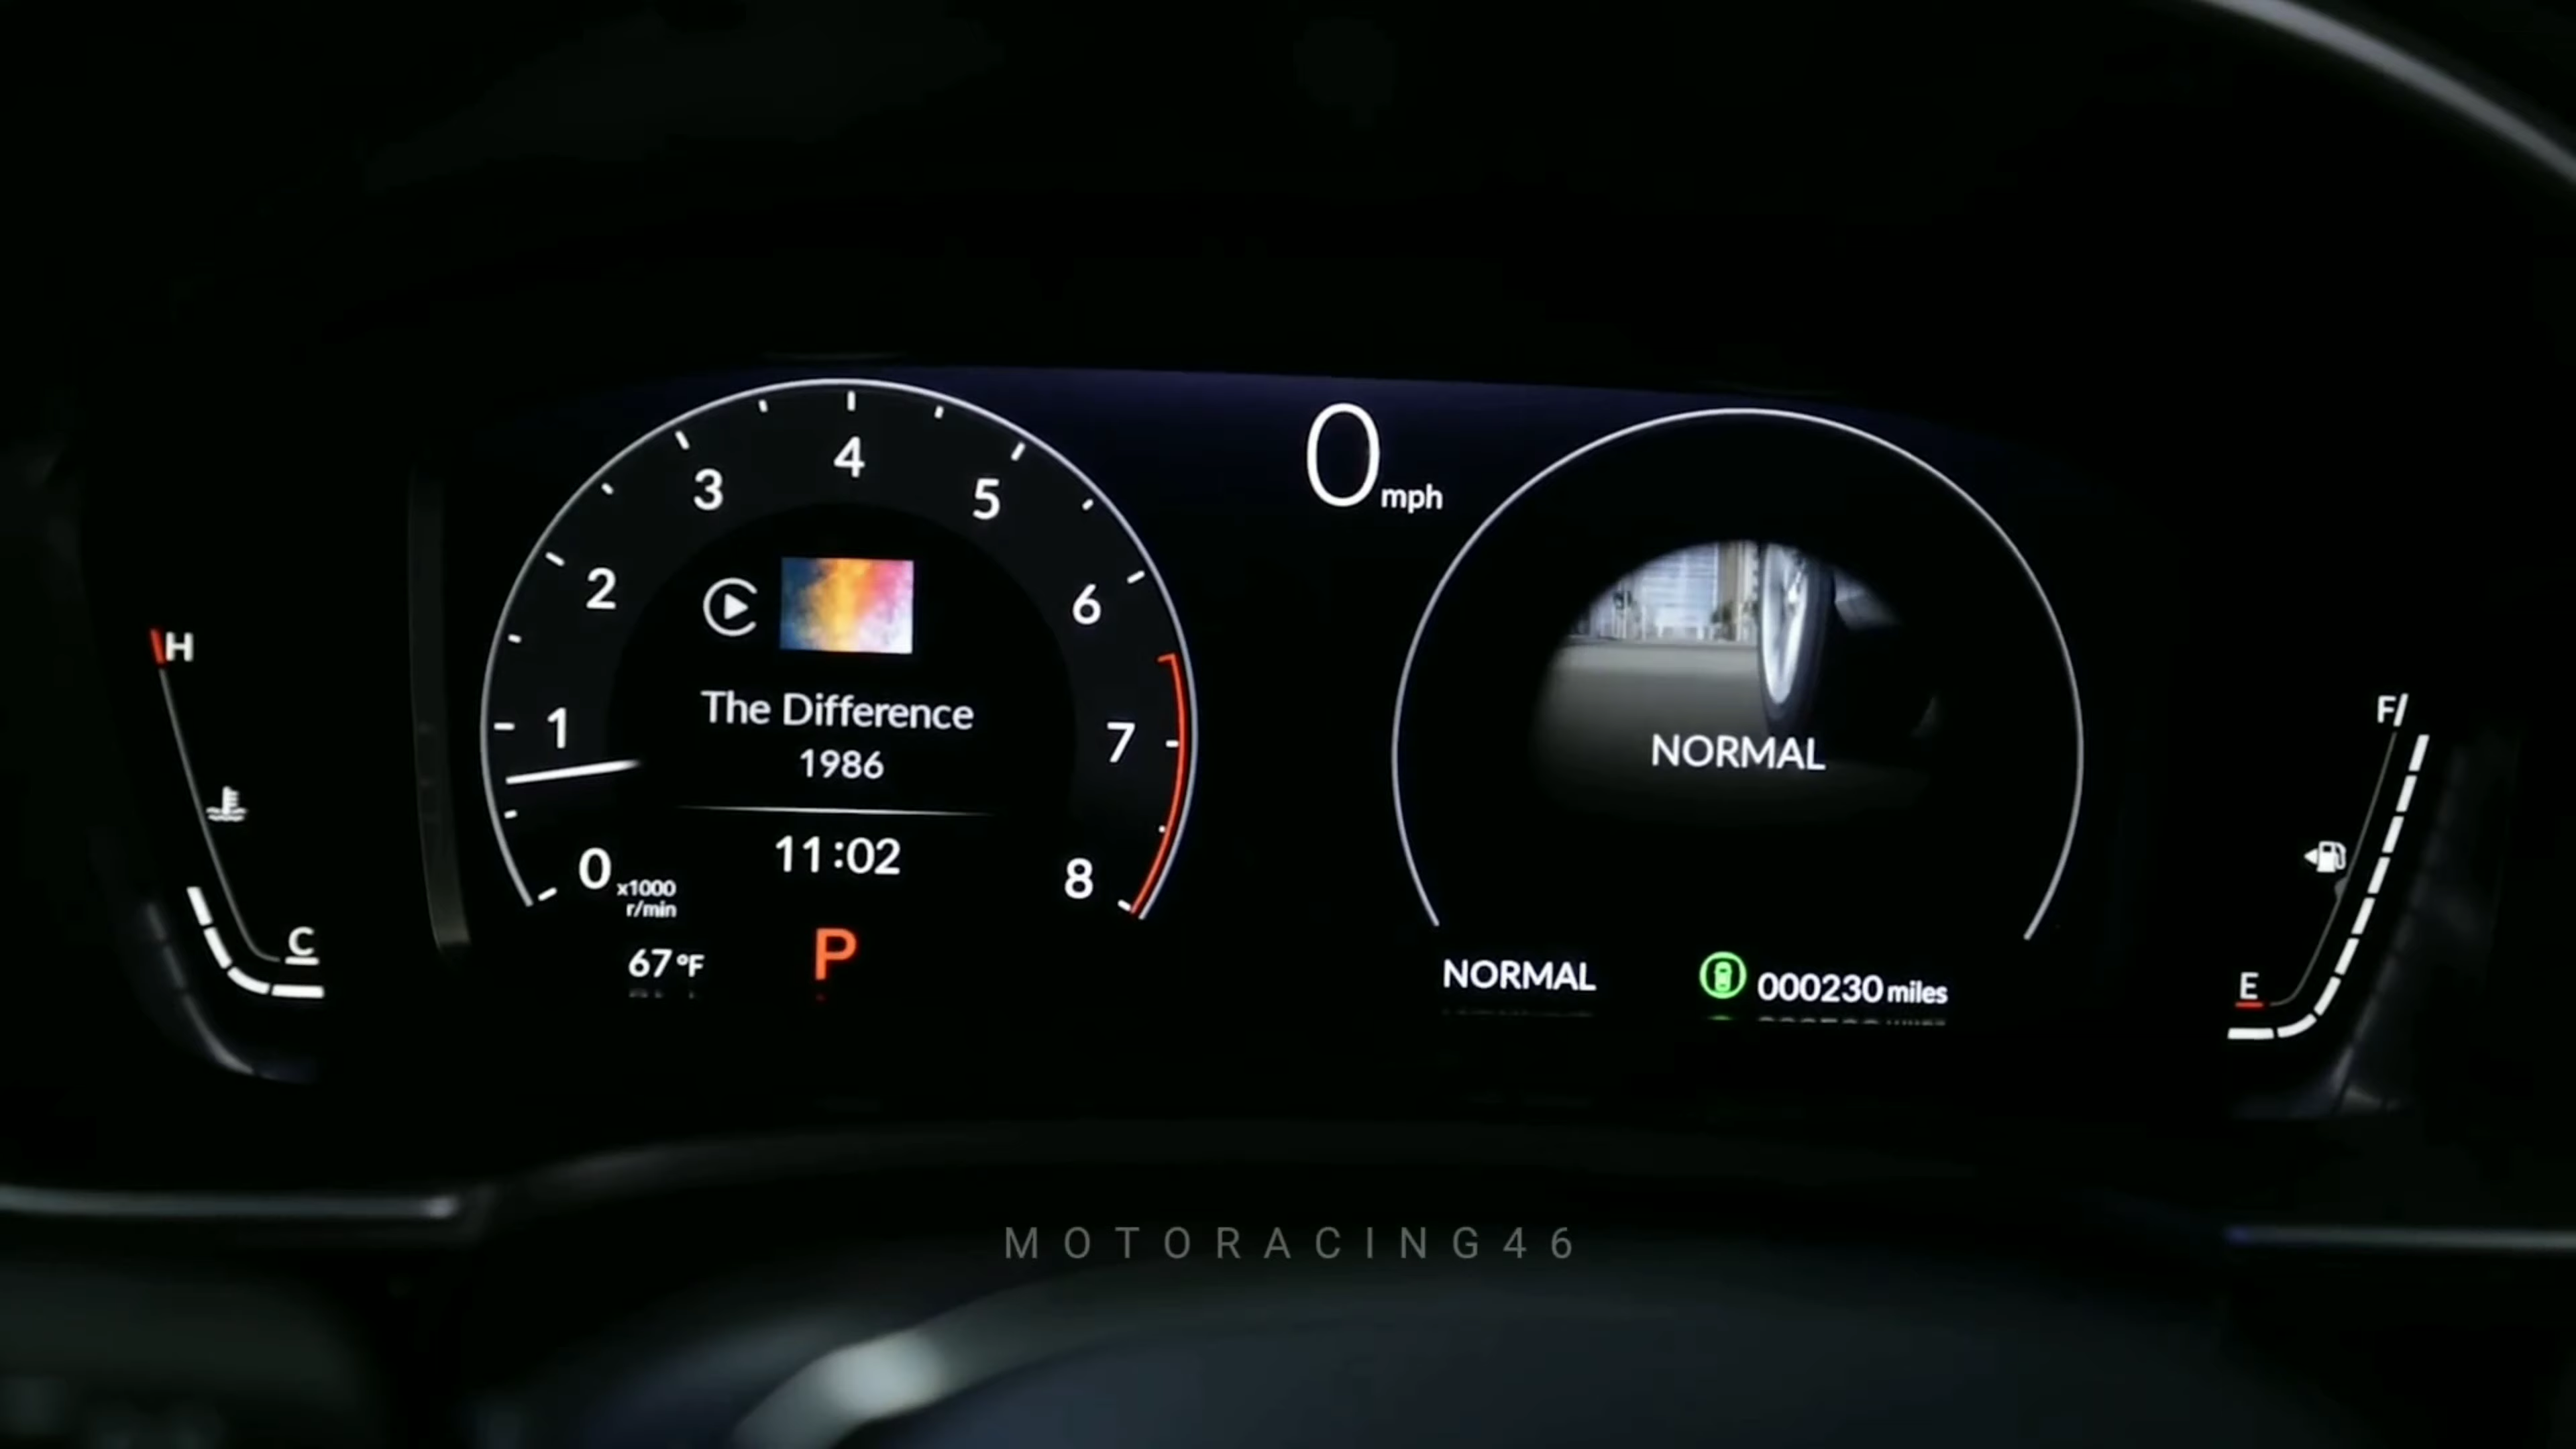 0 mph
4
3
5
2
6
H
The Difference
F
1
7
1986
NORMAL
11:02
0
x1000
r/min
8
C
67°F
P
NORMAL
000230 miles
E
MOTORACING46